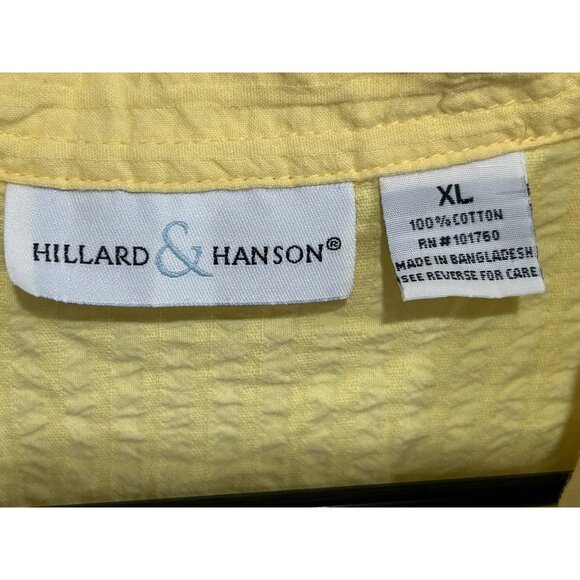 HILLARD & HANSON®
XL
100% COTTON
RN #101760
MADE IN BANGLADESH
SEE REVERSE FOR CARE